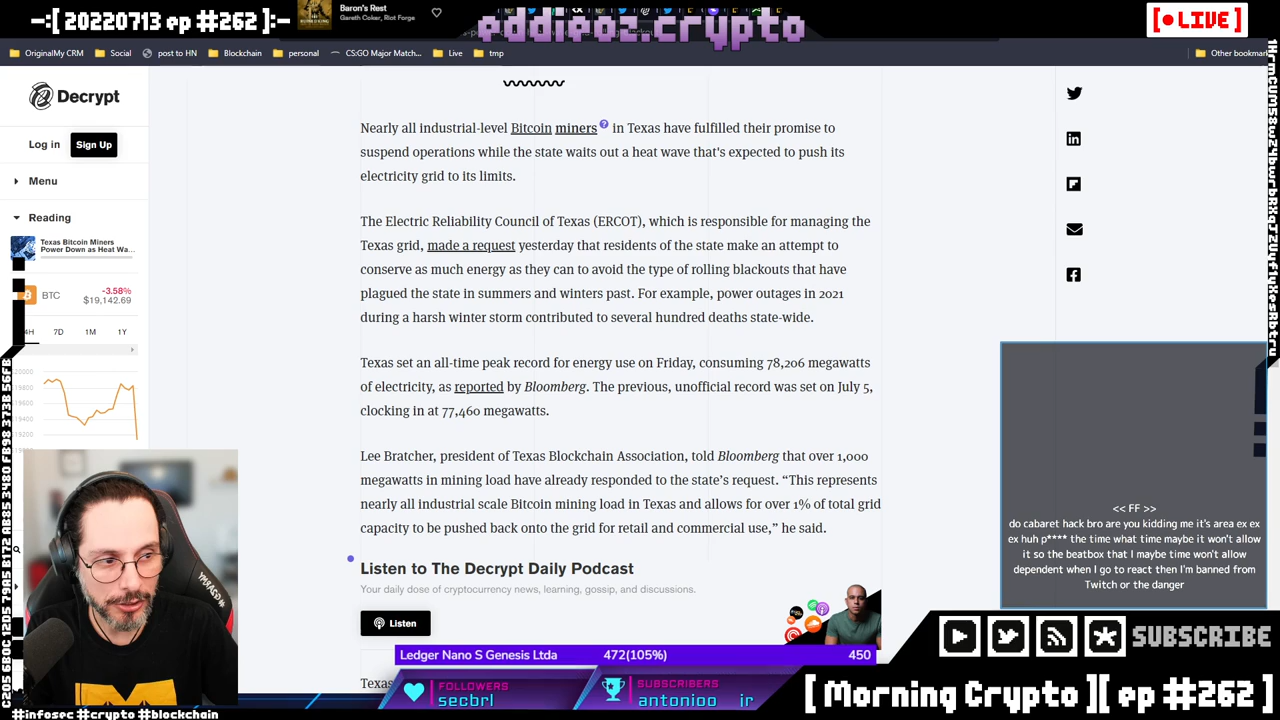 -:[ 20220713 ep #262 ]:-
Baron's Rest
Gareth Coker, Riot Forge
eddieoz.crypto
[ LIVE ]
OriginalMy CRM
Social
post to HN
Blockchain
personal
CS:GO Major Match...
Live
tmp
Other bookmar
Decrypt
Log in
Sign Up
Menu
Reading
Texas Bitcoin Miners
Power Down as Heat Wa...
BTC
-3.58%
$19,142.69
4H 7D 1M 1Y
20000
19800
19400
19200
Nearly all industrial-level Bitcoin miners ? in Texas have fulfilled their promise to
suspend operations while the state waits out a heat wave that's expected to push its
electricity grid to its limits.
The Electric Reliability Council of Texas (ERCOT), which is responsible for managing the
Texas grid, made a request yesterday that residents of the state make an attempt to
conserve as much energy as they can to avoid the type of rolling blackouts that have
plagued the state in summers and winters past. For example, power outages in 2021
during a harsh winter storm contributed to several hundred deaths state-wide.
Texas set an all-time peak record for energy use on Friday, consuming 78,206 megawatts
of electricity, as reported by Bloomberg. The previous, unofficial record was set on July 5,
clocking in at 77,460 megawatts.
Lee Bratcher, president of Texas Blockchain Association, told Bloomberg that over 1,000
megawatts in mining load have already responded to the state's request. “This represents
nearly all industrial scale Bitcoin mining load in Texas and allows for over 1% of total grid
capacity to be pushed back onto the grid for retail and commercial use,” he said.
Listen to The Decrypt Daily Podcast
Your daily dose of cryptocurrency news, learning, gossip, and discussions.
Listen
Texas
<< FF >>
do cabaret hack bro are you kidding me it's area ex ex
ex huh p**** the time what time maybe it won't allow
it so the beatbox that I maybe time won't allow
dependent when I go to react then I'm banned from
Twitch or the danger
SUBSCRIBE
Ledger Nano S Genesis Ltda 472(105%) 450
FOLLOWERS
secbrl
SUBSCRIBERS
antonioo_jr
[ Morning Crypto ][ ep #262 ]
#infosec #crypto #blockchain